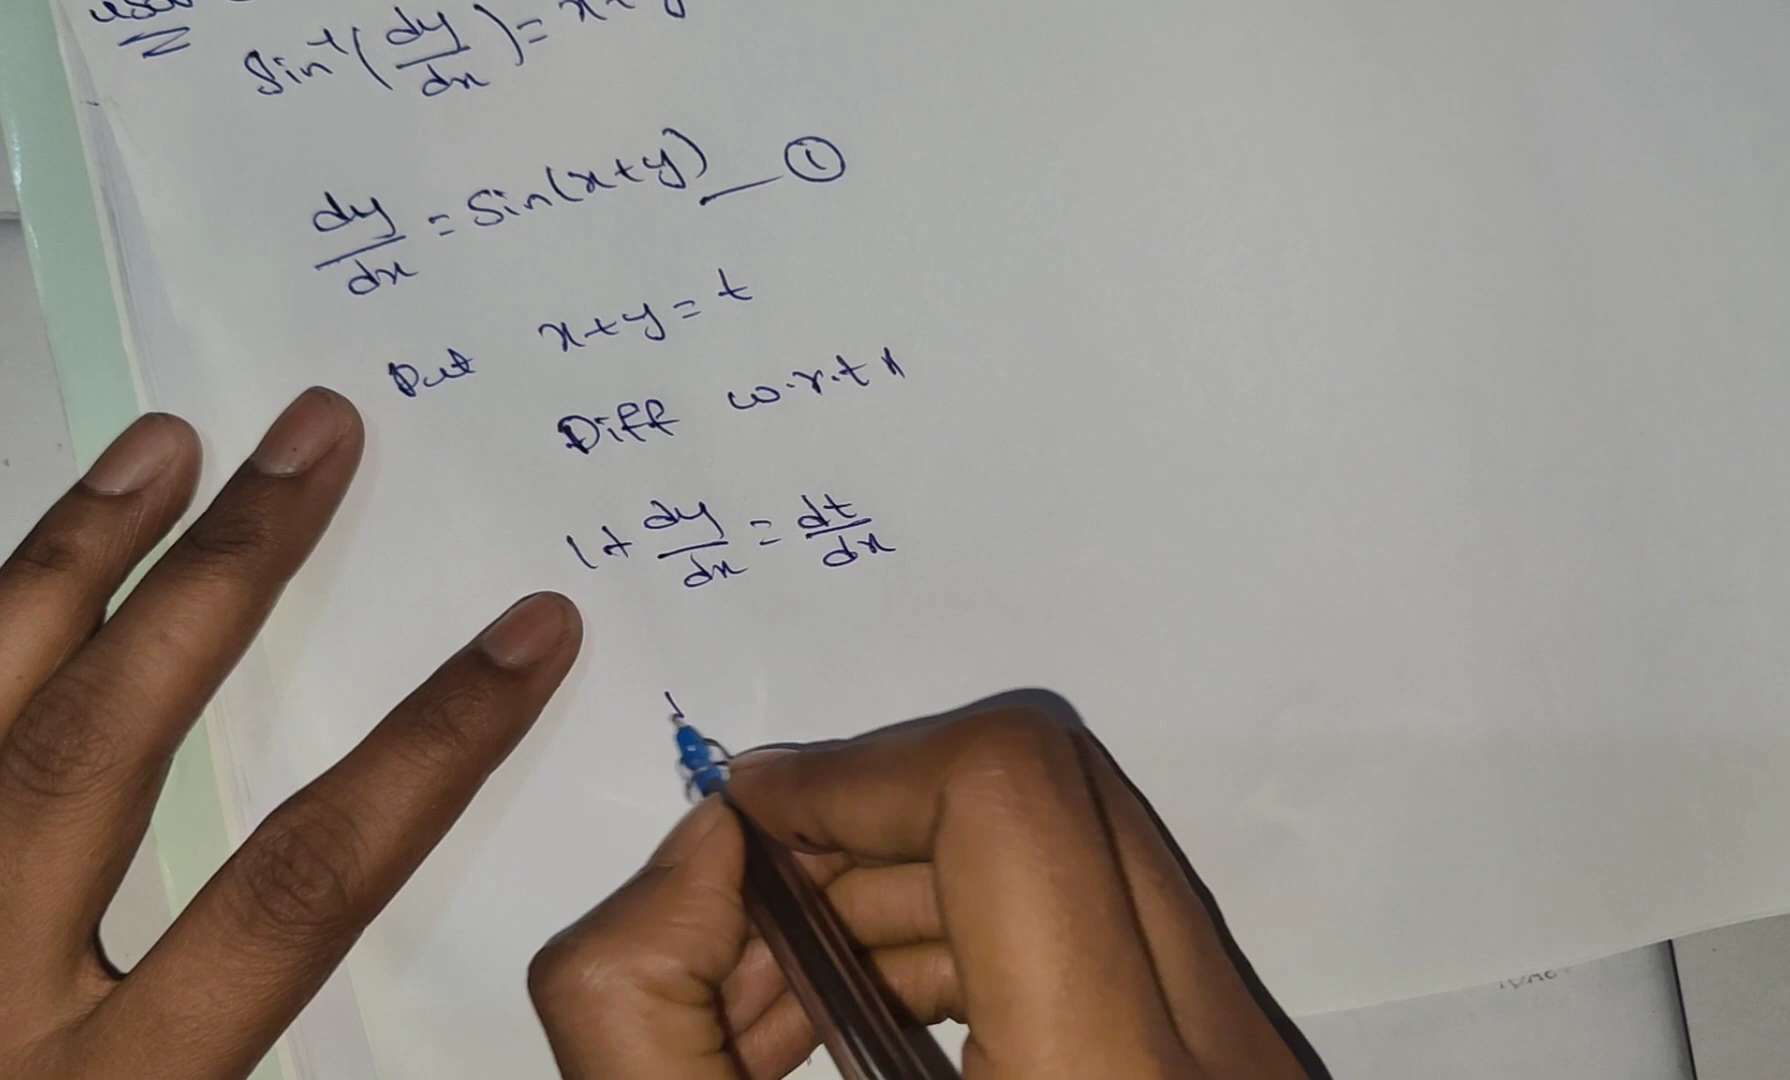 Sin⁻¹(dy/dx) = x+y
dy/dx = Sin(x+y) — ①
Put x+y = t
Diff w.r.t x
1+ dy/dx = dt/dx